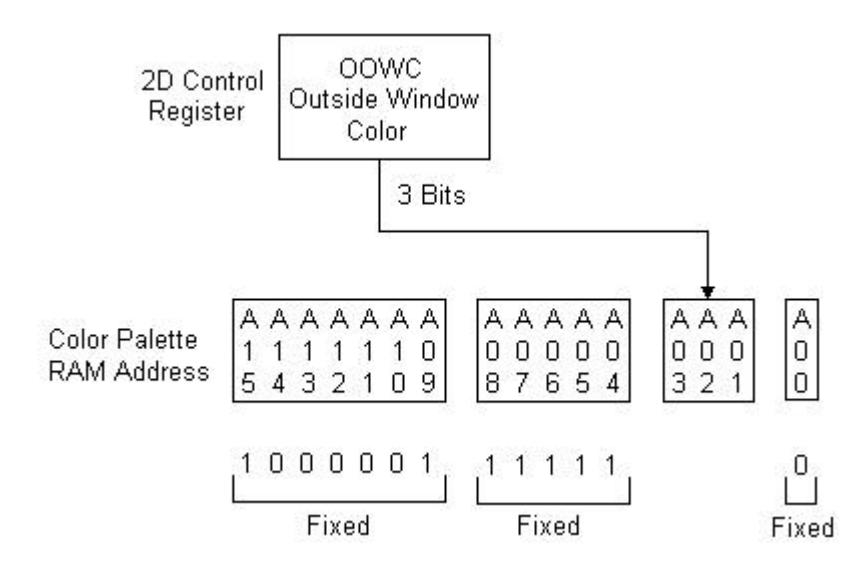 OOWC
Outside Window
Color
2D Control
Register
3 Bits
Color Palette
RAM Address
A A A A A A A A A A A A A A A A
1 1 1 1 1 1 0 0 0 0 0 0 0 0 0 0
5 4 3 2 1 0 9 8 7 6 5 4 3 2 1 0
1 0 0 0 0 0 1 1 1 1 1 1 0
Fixed Fixed Fixed